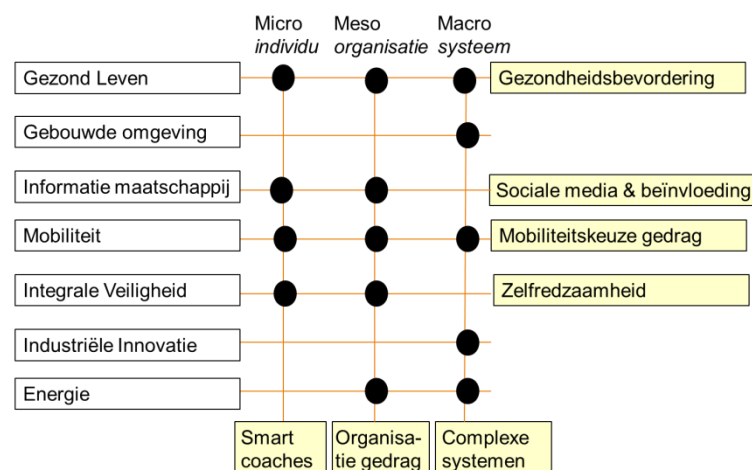 Micro Meso Macro
individu organisatie systeem
Gezond Leven Gezondheidsbevordering
Gebouwde omgeving
Informatie maatschappij Sociale media & beïnvloeding
Mobiliteit Mobiliteitskeuze gedrag
Integrale Veiligheid Zelfredzaamheid
Industriële Innovatie
Energie
Smart Organisa- Complexe
coaches tie gedrag systemen